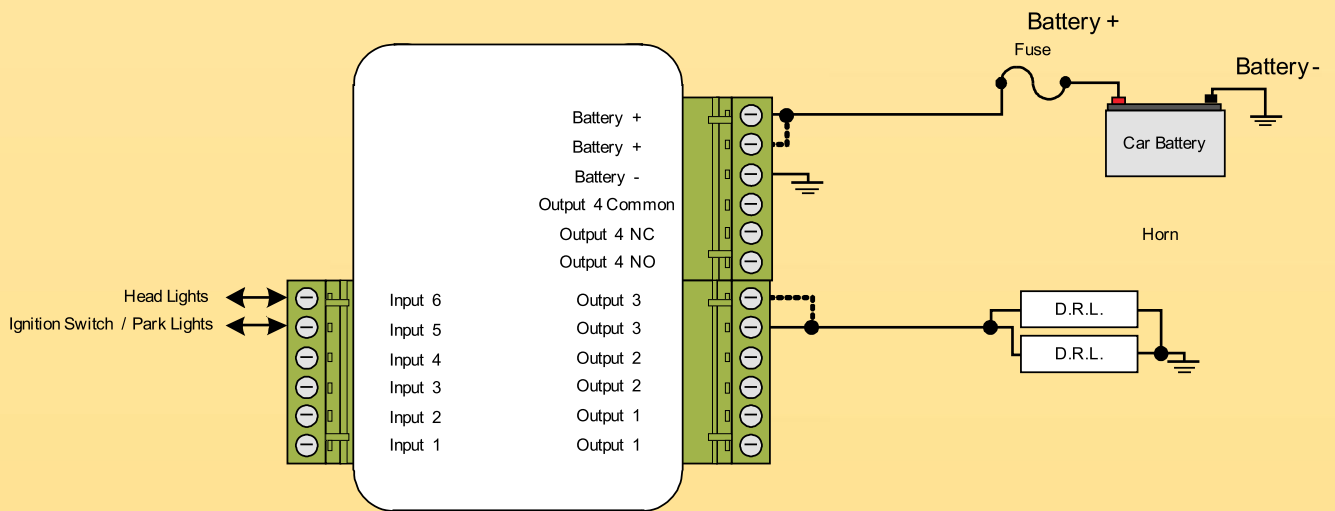 Battery +
Fuse
Battery -
Car Battery
Battery +
Battery +
Battery -
Output 4 Common
Output 4 NC
Output 4 NO
Horn
Head Lights
Ignition Switch / Park Lights
Input 6
Input 5
Input 4
Input 3
Input 2
Input 1
Output 3
Output 3
Output 2
Output 2
Output 1
Output 1
D.R.L.
D.R.L.